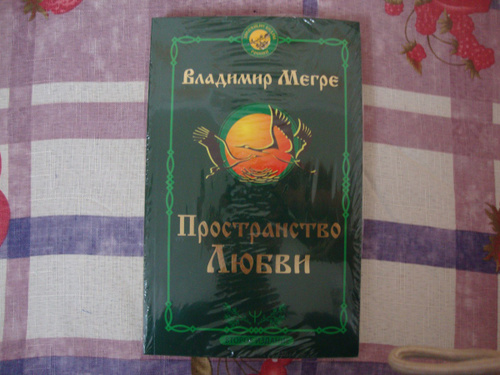 Владимир Мегре
Пространство
Любви